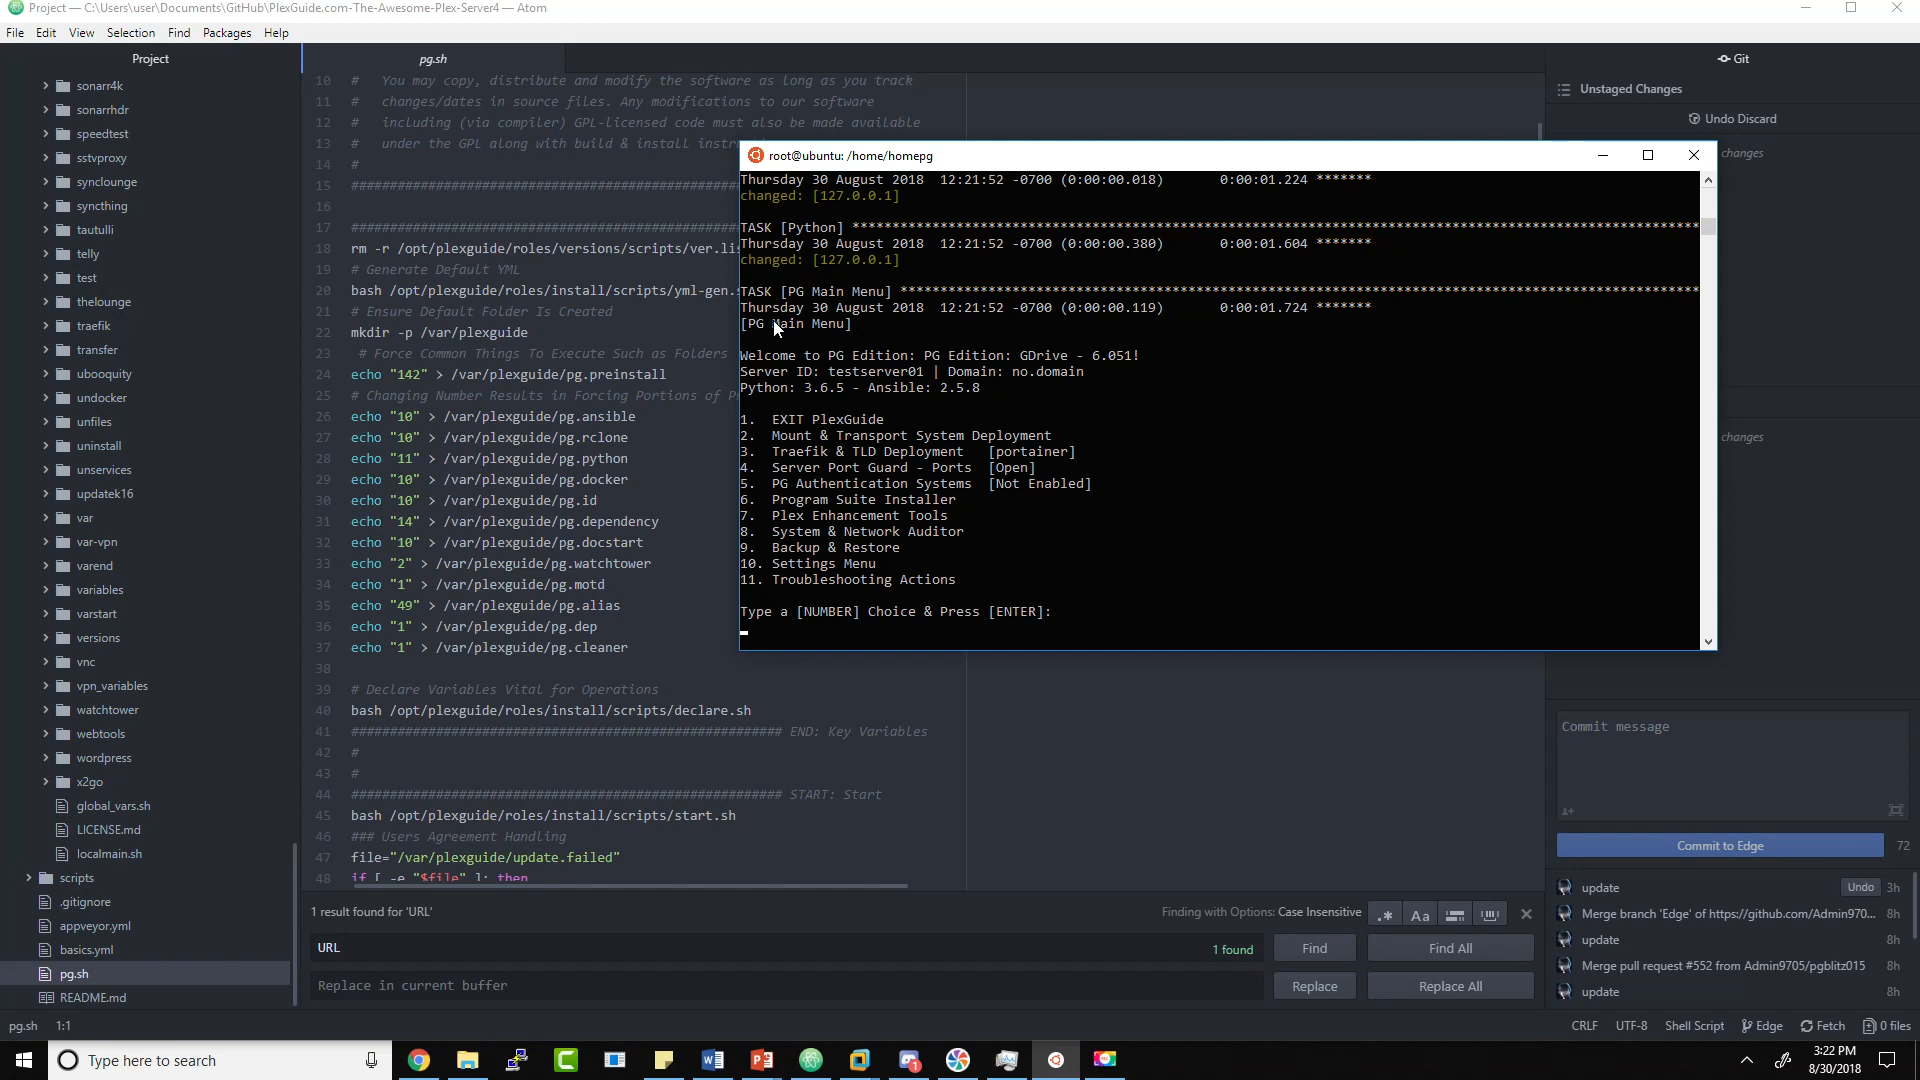 Project — C:\Users\user\Documents\GitHub\PlexGuide.com-The-Awesome-Plex-Server4 — Atom
File Edit View Selection Find Packages Help
Project
sonarr4k
sonarrhdr
speedtest
sstvproxy
synclounge
syncthing
tautulli
telly
test
thelounge
traefik
transfer
ubooquity
undocker
unfiles
uninstall
unservices
updatek16
var
var-vpn
varend
variables
varstart
versions
vnc
vpn_variables
watchtower
webtools
wordpress
x2go
global_vars.sh
LICENSE.md
localmain.sh
scripts
.gitignore
appveyor.yml
basics.yml
pg.sh
README.md
pg.sh
10 # You may copy, distribute and modify the software as long as you track
11 # changes/dates in source files. Any modifications to our software
12 # including (via compiler) GPL-licensed code must also be made available
13 # under the GPL along with build & install instr
14 #
15 ##################################################
16
17 ##################################################
18 rm -r /opt/plexguide/roles/versions/scripts/ver.lis
19 # Generate Default YML
20 bash /opt/plexguide/roles/install/scripts/yml-gen.s
21 # Ensure Default Folder Is Created
22 mkdir -p /var/plexguide
23 # Force Common Things To Execute Such as Folders
24 echo "142" > /var/plexguide/pg.preinstall
25 # Changing Number Results in Forcing Portions of P
26 echo "10" > /var/plexguide/pg.ansible
27 echo "10" > /var/plexguide/pg.rclone
28 echo "11" > /var/plexguide/pg.python
29 echo "10" > /var/plexguide/pg.docker
30 echo "10" > /var/plexguide/pg.id
31 echo "14" > /var/plexguide/pg.dependency
32 echo "10" > /var/plexguide/pg.docstart
33 echo "2" > /var/plexguide/pg.watchtower
34 echo "1" > /var/plexguide/pg.motd
35 echo "49" > /var/plexguide/pg.alias
36 echo "1" > /var/plexguide/pg.dep
37 echo "1" > /var/plexguide/pg.cleaner
38
39 # Declare Variables Vital for Operations
40 bash /opt/plexguide/roles/install/scripts/declare.sh
41 ######################################################## END: Key Variables
42 #
43 #
44 ######################################################## START: Start
45 bash /opt/plexguide/roles/install/scripts/start.sh
46 ### Users Agreement Handling
47 file="/var/plexguide/update.failed"
48 if [ -e "$file" ]; then
root@ubuntu: /home/homepg
Thursday 30 August 2018 12:21:52 -0700 (0:00:00.018) 0:00:01.224 *******
changed: [127.0.0.1]
TASK [Python] **********************************************************************************************************
Thursday 30 August 2018 12:21:52 -0700 (0:00:00.380) 0:00:01.604 *******
changed: [127.0.0.1]
TASK [PG Main Menu] ****************************************************************************************************
Thursday 30 August 2018 12:21:52 -0700 (0:00:00.119) 0:00:01.724 *******
[PG Main Menu]
Welcome to PG Edition: PG Edition: GDrive - 6.051!
Server ID: testserver01 | Domain: no.domain
Python: 3.6.5 - Ansible: 2.5.8
1. EXIT PlexGuide
2. Mount & Transport System Deployment
3. Traefik & TLD Deployment [portainer]
4. Server Port Guard - Ports [Open]
5. PG Authentication Systems [Not Enabled]
6. Program Suite Installer
7. Plex Enhancement Tools
8. System & Network Auditor
9. Backup & Restore
10. Settings Menu
11. Troubleshooting Actions
Type a [NUMBER] Choice & Press [ENTER]:
Git
Unstaged Changes
Undo Discard
changes
changes
Commit message
Commit to Edge 72
update Undo 3h
Merge branch 'Edge' of https://github.com/Admin970... 8h
update 8h
Merge pull request #552 from Admin9705/pgblitz015 8h
update 8h
1 result found for 'URL' Finding with Options: Case Insensitive .* Aa
URL 1 found Find Find All
Replace in current buffer Replace Replace All
pg.sh 1:1 CRLF UTF-8 Shell Script Edge Fetch 0 files
Type here to search
3:22 PM
8/30/2018